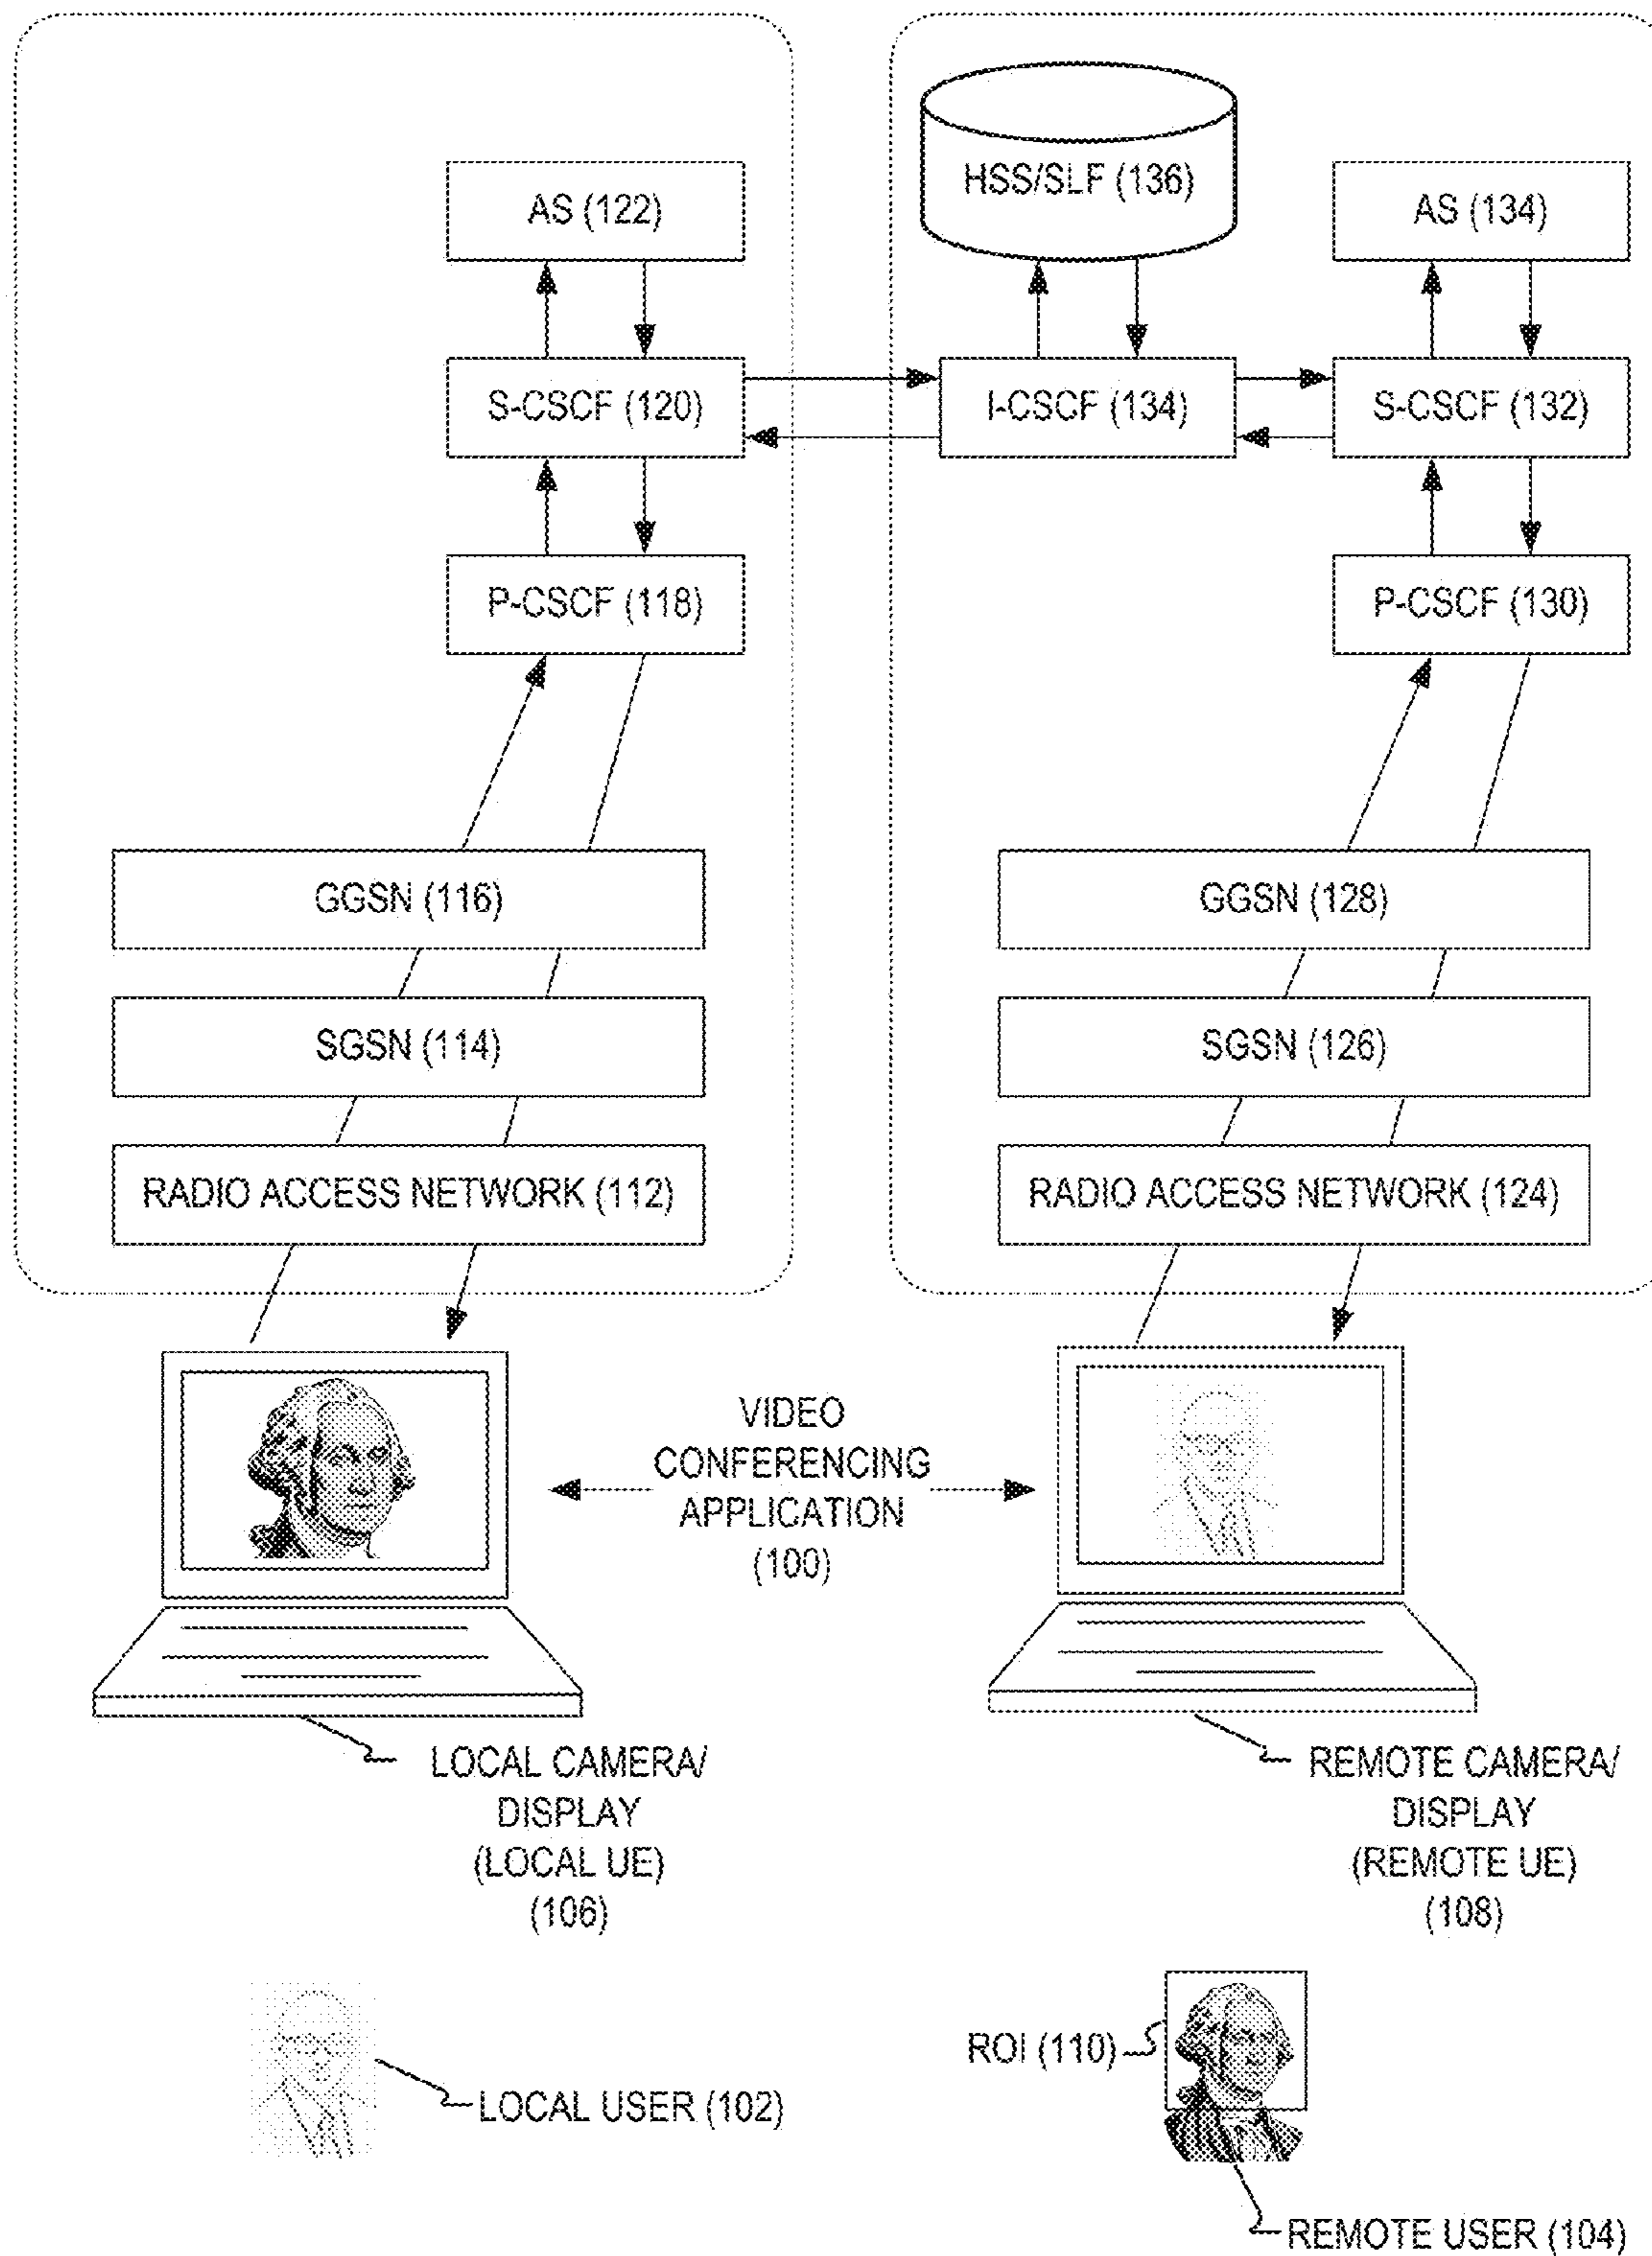 HSS/SLF (136)
AS (122)
AS (134)
S-CSCF (120)
I-CSCF (134)
S-CSCF (132)
P-CSCF (118)
P-CSCF (130)
GGSN (116)
GGSN (128)
SGSN (114)
SGSN (126)
RADIO ACCESS NETWORK (112)
RADIO ACCESS NETWORK (124)
VIDEO
CONFERENCING
APPLICATION
(100)
LOCAL CAMERA/
DISPLAY
(LOCAL UE)
(106)
REMOTE CAMERA/
DISPLAY
(REMOTE UE)
(108)
ROI (110)
LOCAL USER (102)
REMOTE USER (104)